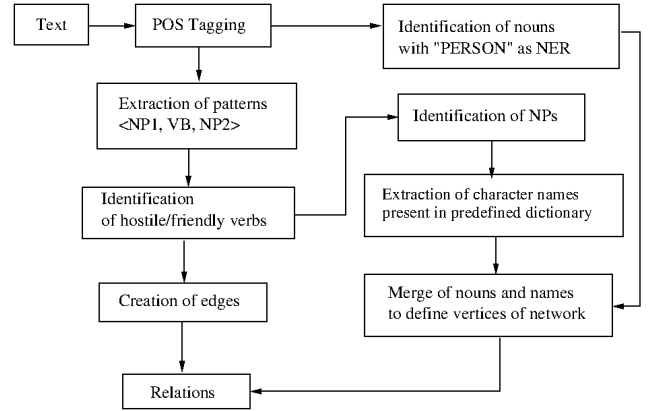 Text
POS Tagging
Identification of nouns
with "PERSON" as NER
Extraction of patterns
<NP1, VB, NP2>
Identification of NPs
Identification
of hostile/friendly verbs
Extraction of character names
present in predefined dictionary
Creation of edges
Merge of nouns and names
to define vertices of network
Relations